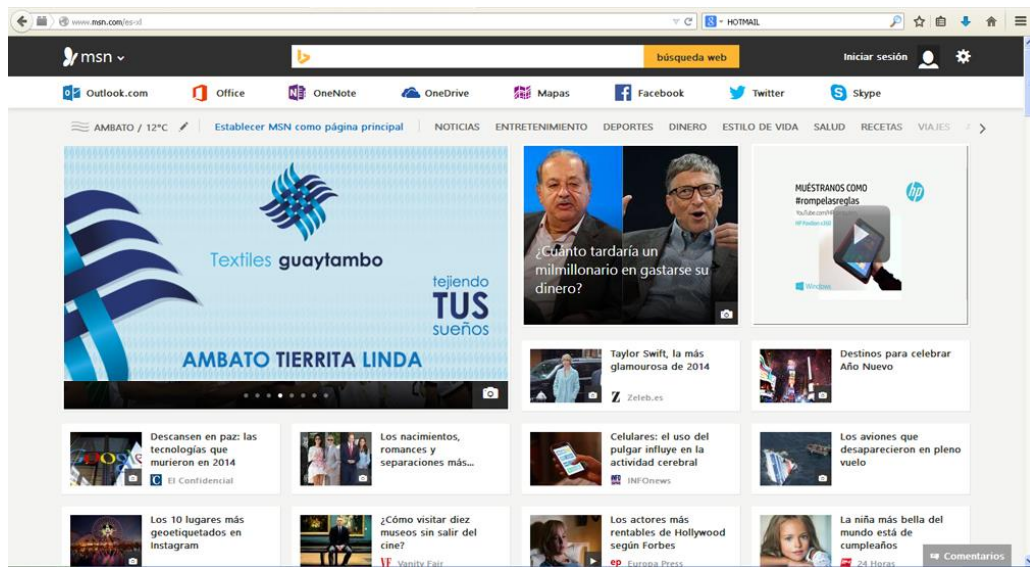 www.msn.com/es-xl
HOTMAIL
msn
búsqueda web
Iniciar sesión
Outlook.com
Office
OneNote
OneDrive
Mapas
Facebook
Twitter
Skype
AMBATO / 12°C
Establecer MSN como página principal
NOTICIAS
ENTRETENIMIENTO
DEPORTES
DINERO
ESTILO DE VIDA
SALUD
RECETAS
VIAJES
Textiles guaytambo
tejiendo
TUS
sueños
AMBATO TIERRITA LINDA
¿Cuánto tardaría un
milmillonario en gastarse su
dinero?
MUÉSTRANOS COMO
#rompelasreglas
hp
Windows
Taylor Swift, la más
glamourosa de 2014
Z Zeleb.es
Destinos para celebrar
Año Nuevo
Descansen en paz: las
tecnologías que
murieron en 2014
C El Confidencial
Los nacimientos,
romances y
separaciones más...
Celulares: el uso del
pulgar influye en la
actividad cerebral
INFOnews
Los aviones que
desaparecieron en pleno
vuelo
Los 10 lugares más
geoetiquetados en
Instagram
¿Cómo visitar diez
museos sin salir del
cine?
VF Vanity Fair
Los actores más
rentables de Hollywood
según Forbes
ep Europa Press
La niña más bella del
mundo está de
cumpleaños
24 Horas
Comentarios